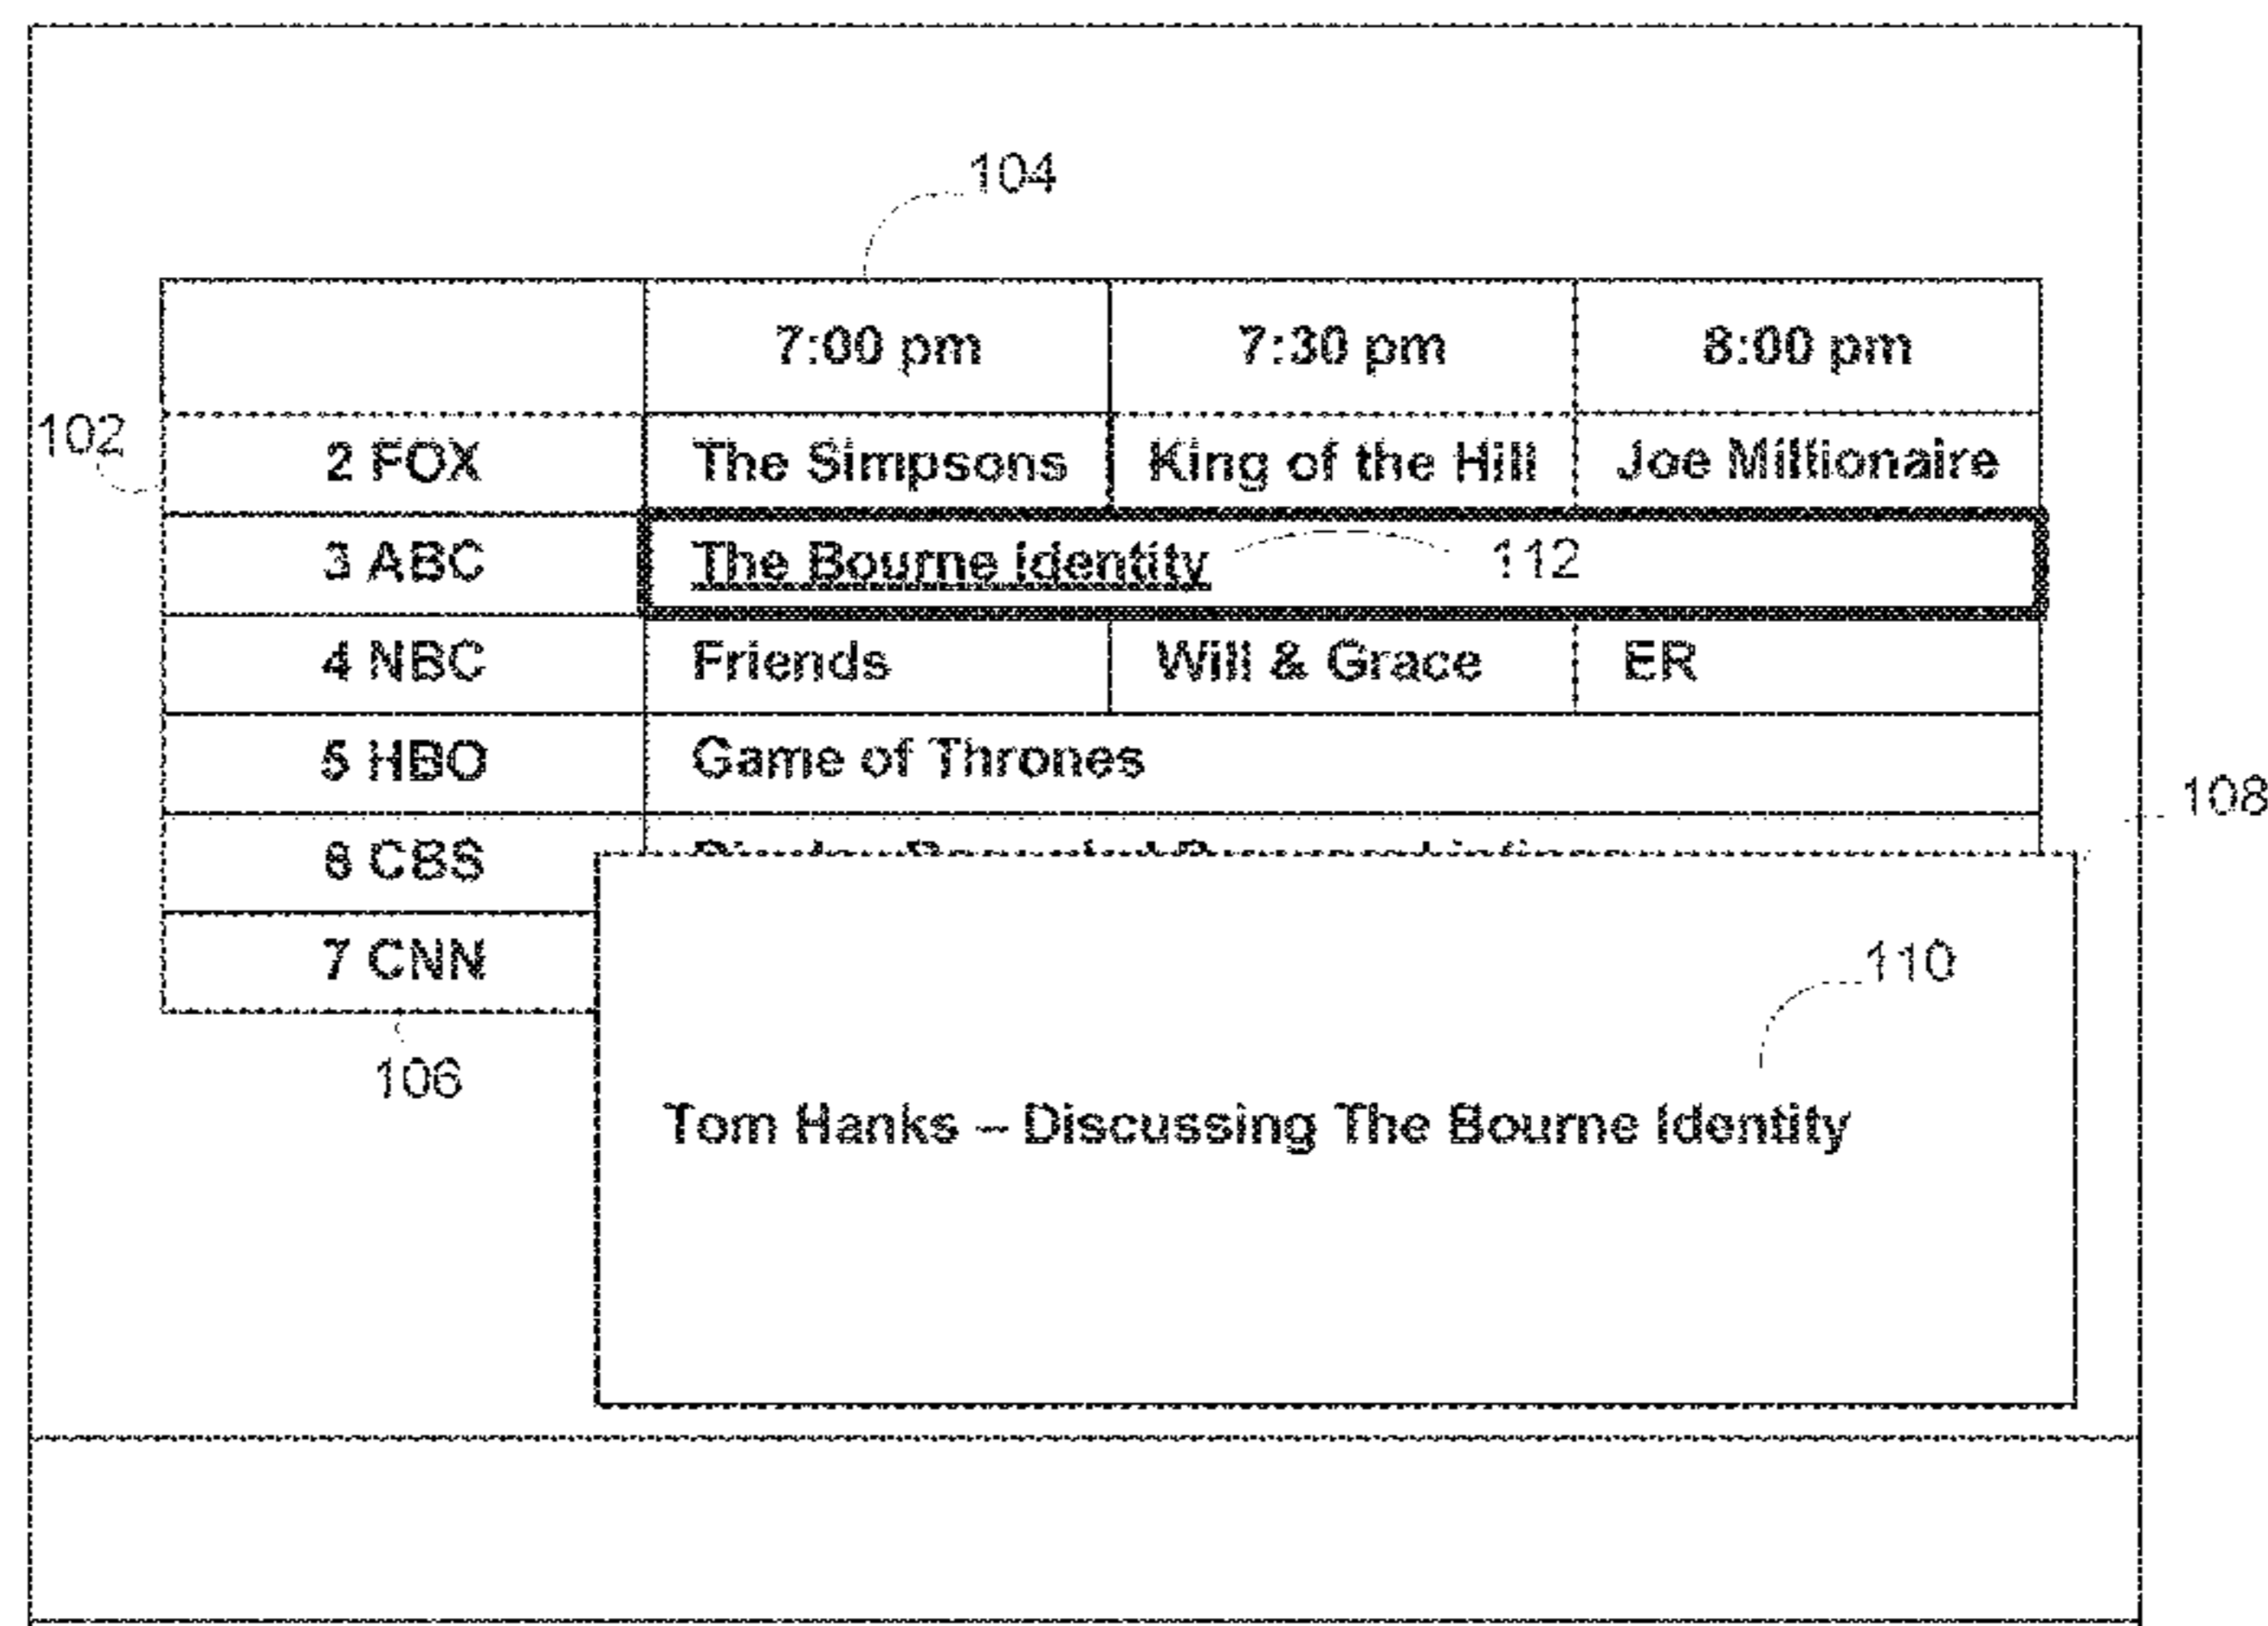 104
7:00 pm 7:30 pm 8:00 pm
102
2 FOX The Simpsons King of the Hill Joe Millionaire
3 ABC The Bourne Identity 112
4 NBC Friends Will & Grace ER
5 HBO Game of Thrones
108
6 CBS
7 CNN
110
106
Tom Hanks – Discussing The Bourne Identity